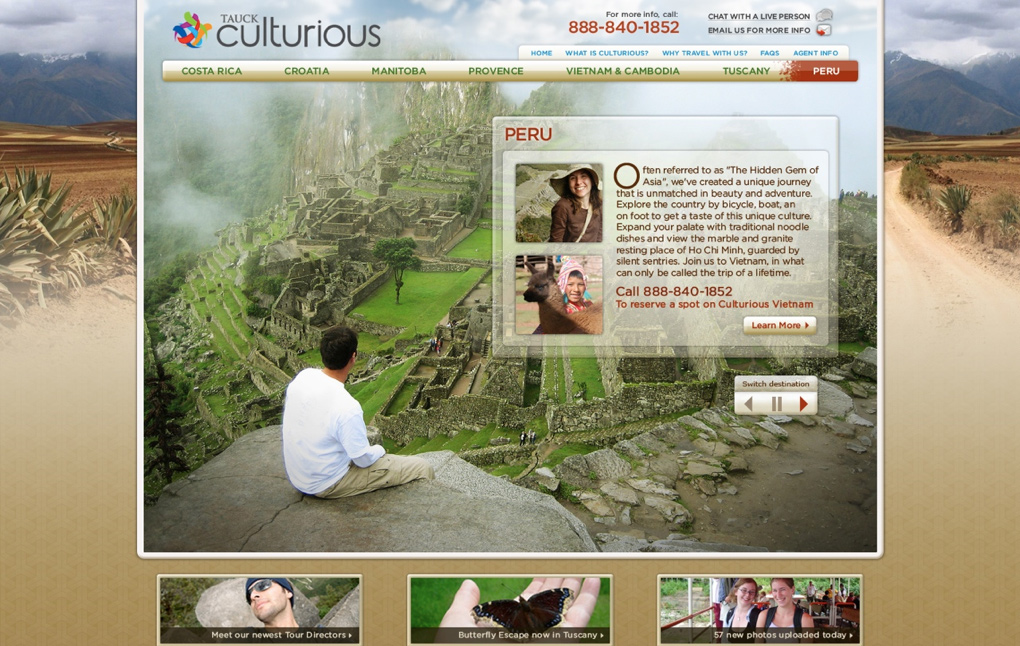 TAUCK
culturious
For more info, call:
888-840-1852
CHAT WITH A LIVE PERSON
EMAIL US FOR MORE INFO
HOME WHAT IS CULTURIOUS? WHY TRAVEL WITH US? FAQS AGENT INFO
COSTA RICA CROATIA MANITOBA PROVENCE VIETNAM & CAMBODIA TUSCANY PERU
PERU
Often referred to as "The Hidden Gem of
Asia", we've created a unique journey
that is unmatched in beauty and adventure.
Explore the country by bicycle, boat, an
on foot to get a taste of this unique culture.
Expand your palate with traditional noodle
dishes and view the marble and granite
resting place of Ho Chi Minh, guarded by
silent sentries. Join us to Vietnam, in what
can only be called the trip of a lifetime.
Call 888-840-1852
To reserve a spot on Culturious Vietnam
Learn More
Switch destination
Meet our newest Tour Directors
Butterfly Escape now in Tuscany
57 new photos uploaded today